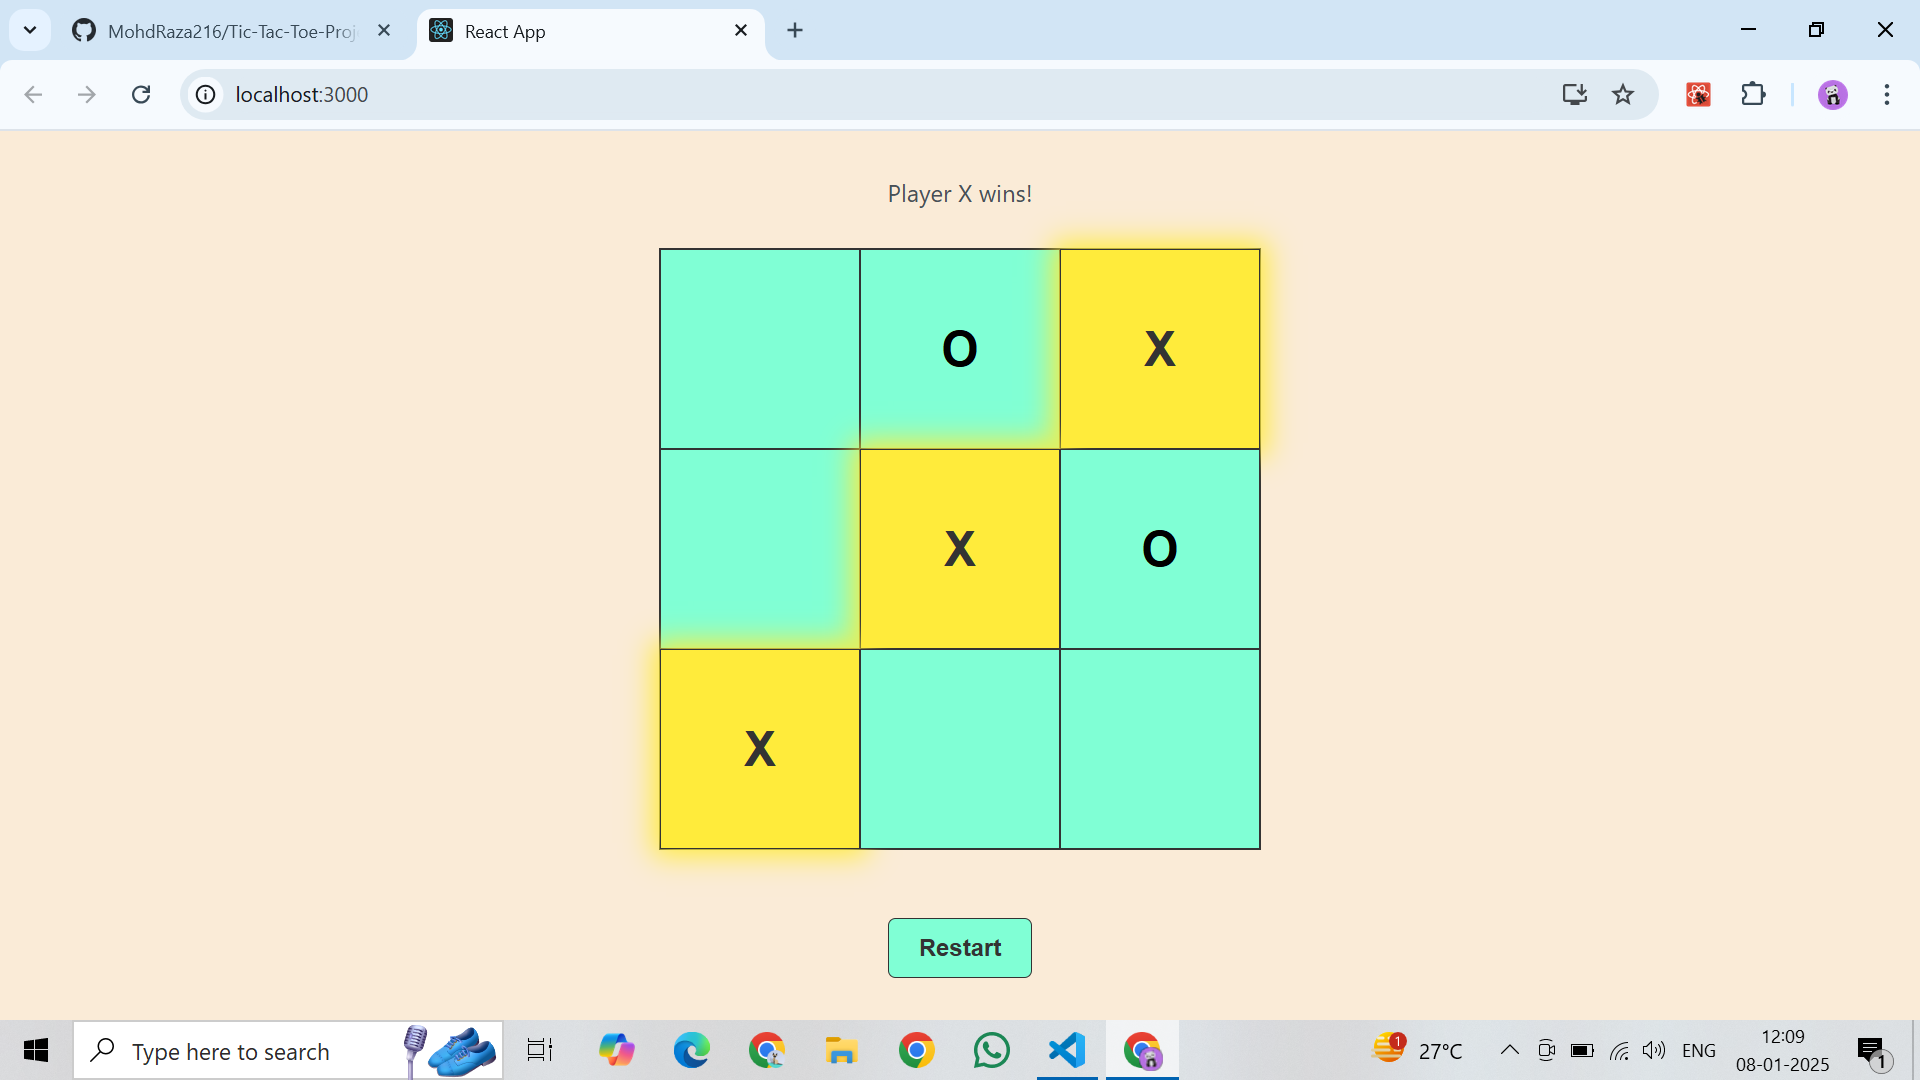 MohdRaza216/Tic-Tac-Toe-Proj
React App
localhost:3000
Player X wins!
O X
X O
X
Restart
Type here to search
1
27°C
ENG
12:09
08-01-2025
1